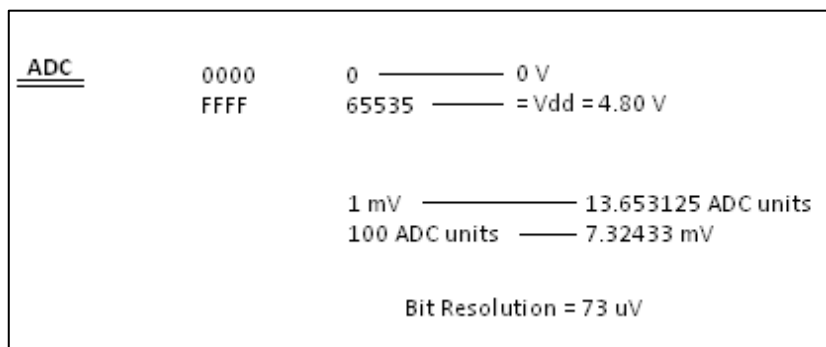 ADC 0000 0 0 V
FFFF 65535 = Vdd = 4.80 V
1 mV 13.653125 ADC units
100 ADC units 7.32433 mV
Bit Resolution = 73 uV